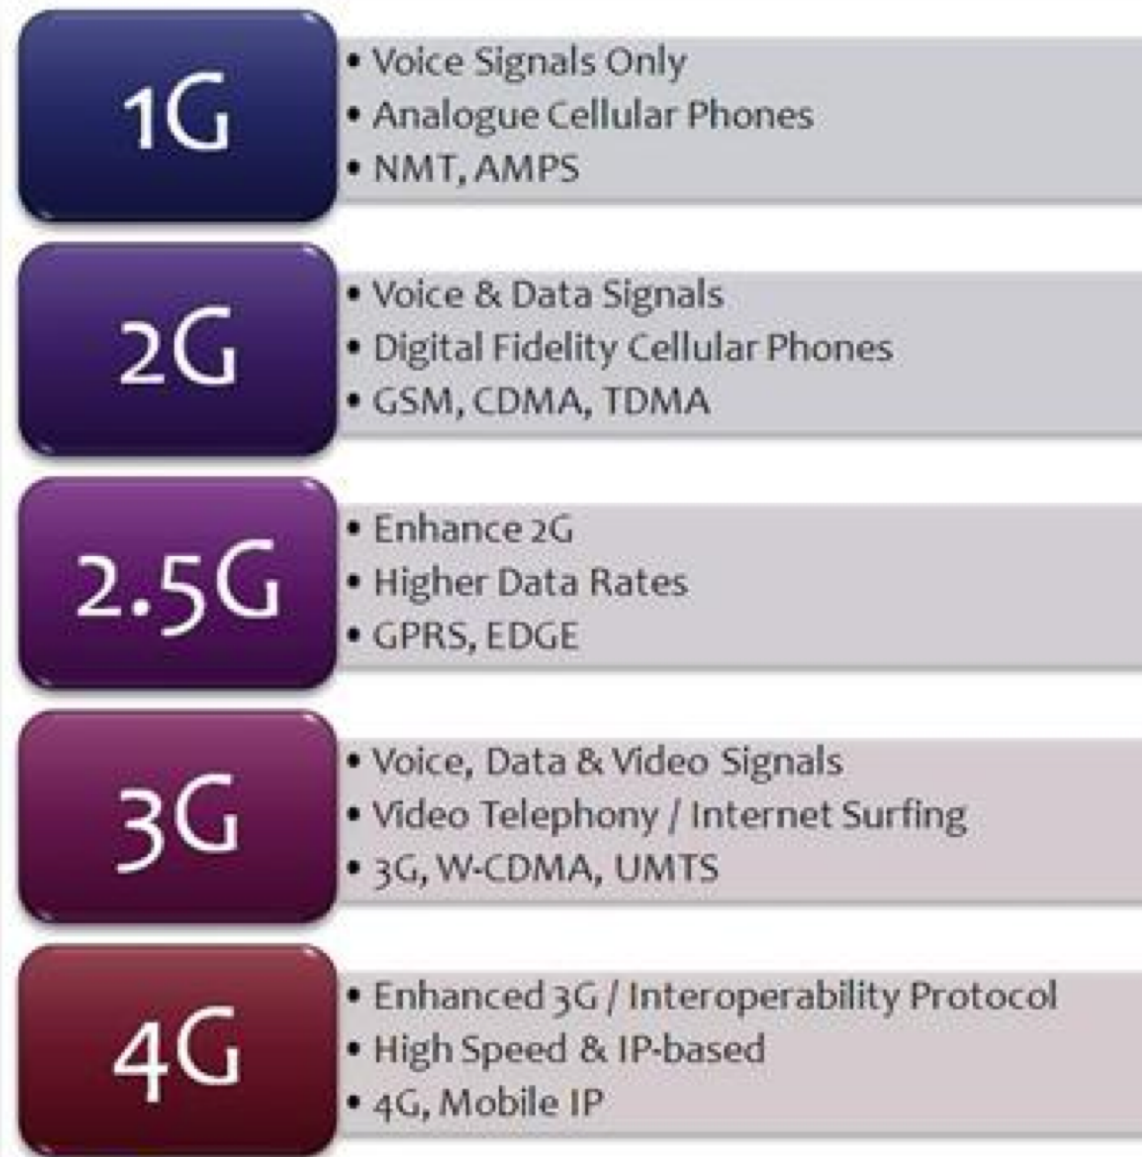 1G
• Voice Signals Only
• Analogue Cellular Phones
• NMT, AMPS
2G
• Voice & Data Signals
• Digital Fidelity Cellular Phones
• GSM, CDMA, TDMA
2.5G
• Enhance 2G
• Higher Data Rates
• GPRS, EDGE
3G
• Voice, Data & Video Signals
• Video Telephony / Internet Surfing
• 3G, W-CDMA, UMTS
4G
• Enhanced 3G / Interoperability Protocol
• High Speed & IP-based
• 4G, Mobile IP